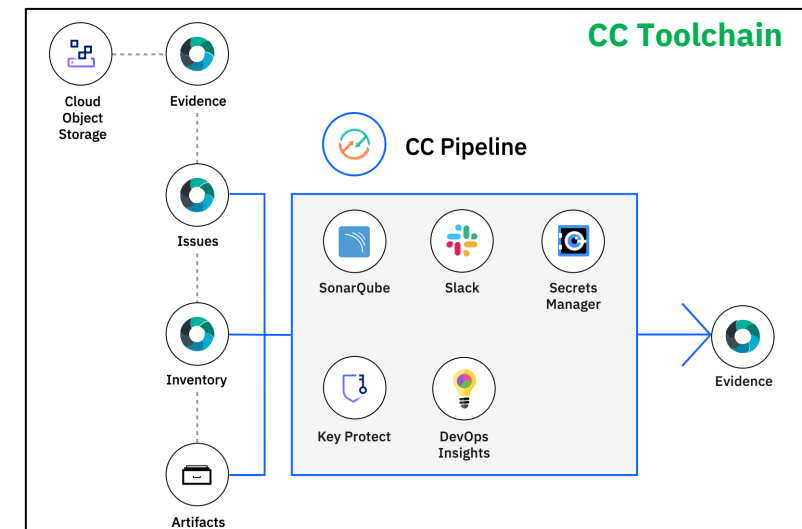 CC Toolchain
Cloud
Object
Storage
Evidence
CC Pipeline
Issues
SonarQube
Slack
Secrets
Manager
Inventory
Evidence
Key Protect
DevOps
Insights
Artifacts